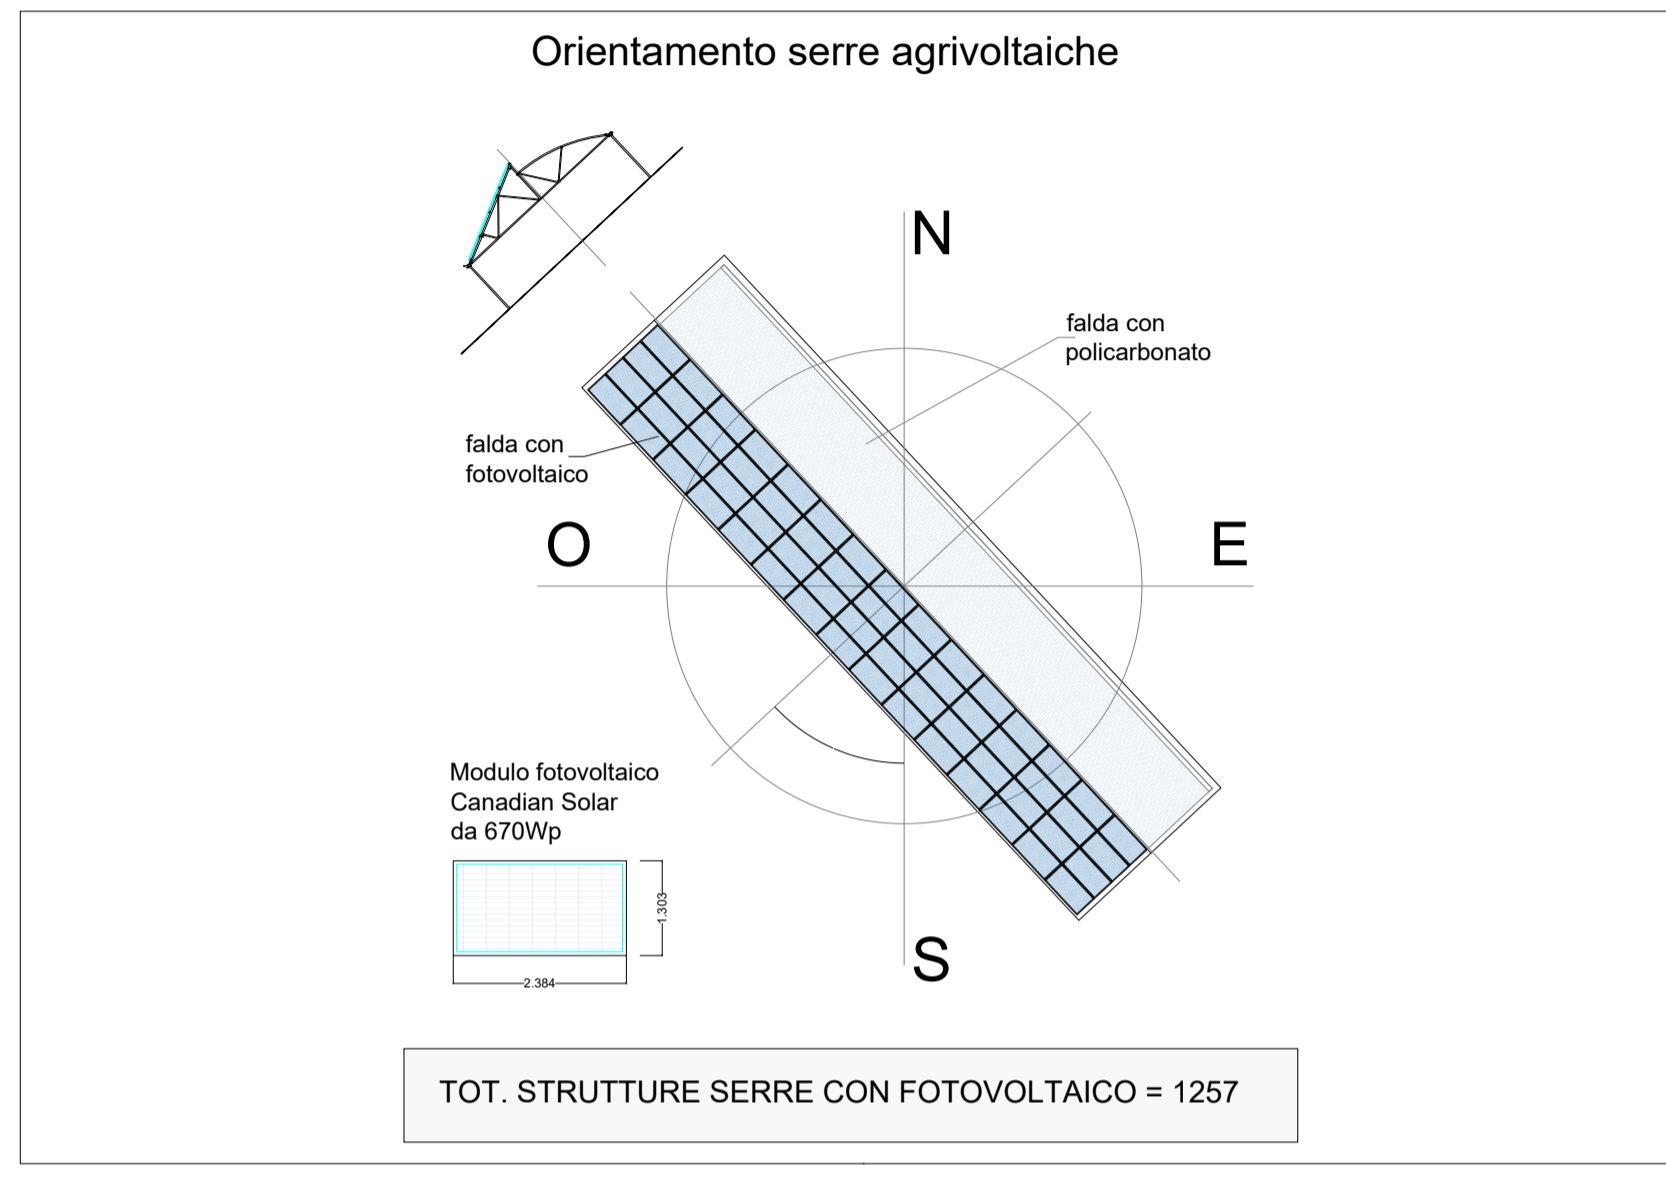 Orientamento serre agrivoltaiche
N
falda con
policarbonato
falda con
fotovoltaico
O
E
Modulo fotovoltaico
Canadian Solar
da 670Wp
1.303
2.384
S
TOT. STRUTTURE SERRE CON FOTOVOLTAICO = 1257